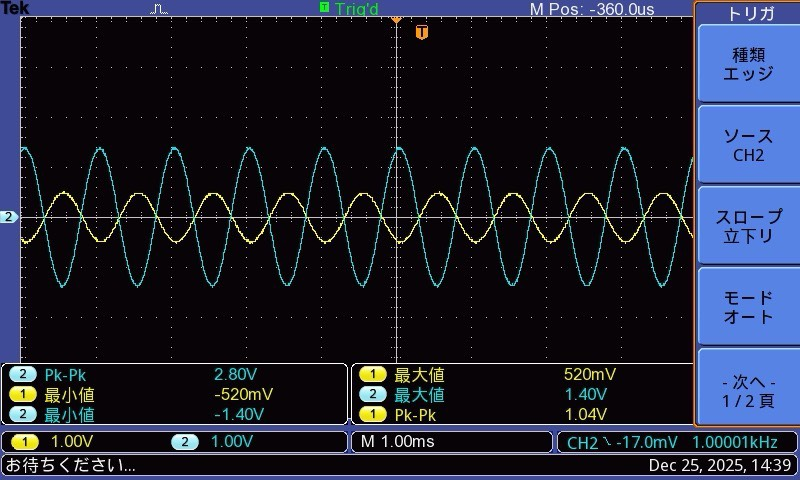 Tek
T Trig'd
M Pos: -360.0us
トリガ
T
種類
エッジ
ソース
CH2
スロープ
立下り
モード
オート
- 次へ -
1 / 2 頁
2
2 Pk-Pk 2.80V
1 最小値 -520mV
2 最小値 -1.40V
1 最大値 520mV
2 最大値 1.40V
1 Pk-Pk 1.04V
1 1.00V 2 1.00V
M 1.00ms
CH2 -17.0mV 1.00001kHz
お待ちください...
Dec 25, 2025, 14:39